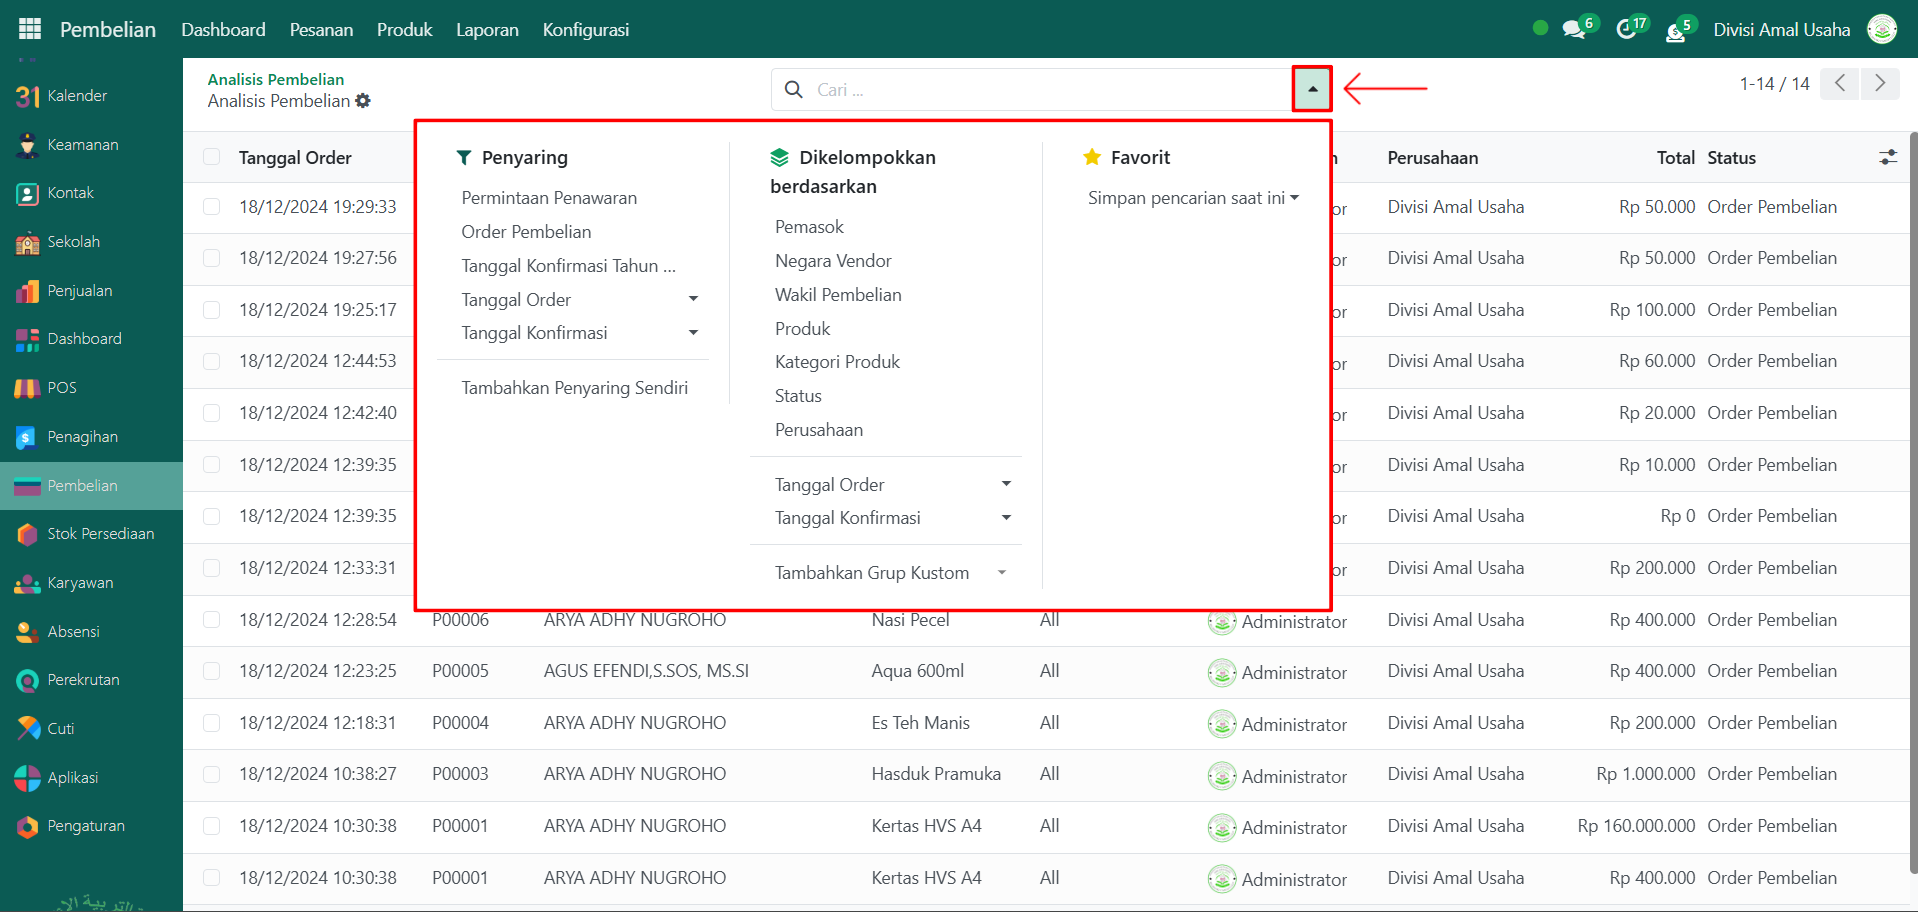 Pembelian Dashboard Pesanan Produk Laporan Konfigurasi 6 17 5 Divisi Amal Usaha
31 Kalender
Keamanan
Kontak
Sekolah
Penjualan
Dashboard
POS
Penagihan
Pembelian
Stok Persediaan
Karyawan
Absensi
Perekrutan
Cuti
Aplikasi
Pengaturan
Analisis Pembelian
Analisis Pembelian
Cari ...
1-14 / 14
Tanggal Order Perusahaan Total Status
Penyaring
Permintaan Penawaran
Order Pembelian
Tanggal Konfirmasi Tahun ...
Tanggal Order
Tanggal Konfirmasi
Tambahkan Penyaring Sendiri
Dikelompokkan
berdasarkan
Pemasok
Negara Vendor
Wakil Pembelian
Produk
Kategori Produk
Status
Perusahaan
Tanggal Order
Tanggal Konfirmasi
Tambahkan Grup Kustom
Favorit
Simpan pencarian saat ini
18/12/2024 19:29:33 or Divisi Amal Usaha Rp 50.000 Order Pembelian
18/12/2024 19:27:56 or Divisi Amal Usaha Rp 50.000 Order Pembelian
18/12/2024 19:25:17 or Divisi Amal Usaha Rp 100.000 Order Pembelian
18/12/2024 12:44:53 or Divisi Amal Usaha Rp 60.000 Order Pembelian
18/12/2024 12:42:40 or Divisi Amal Usaha Rp 20.000 Order Pembelian
18/12/2024 12:39:35 or Divisi Amal Usaha Rp 10.000 Order Pembelian
18/12/2024 12:39:35 or Divisi Amal Usaha Rp 0 Order Pembelian
18/12/2024 12:33:31 or Divisi Amal Usaha Rp 200.000 Order Pembelian
18/12/2024 12:28:54 P00006 ARYA ADHY NUGROHO Nasi Pecel All Administrator Divisi Amal Usaha Rp 400.000 Order Pembelian
18/12/2024 12:23:25 P00005 AGUS EFENDI,S.SOS, MS.SI Aqua 600ml All Administrator Divisi Amal Usaha Rp 400.000 Order Pembelian
18/12/2024 12:18:31 P00004 ARYA ADHY NUGROHO Es Teh Manis All Administrator Divisi Amal Usaha Rp 200.000 Order Pembelian
18/12/2024 10:38:27 P00003 ARYA ADHY NUGROHO Hasduk Pramuka All Administrator Divisi Amal Usaha Rp 1.000.000 Order Pembelian
18/12/2024 10:30:38 P00001 ARYA ADHY NUGROHO Kertas HVS A4 All Administrator Divisi Amal Usaha Rp 160.000.000 Order Pembelian
18/12/2024 10:30:38 P00001 ARYA ADHY NUGROHO Kertas HVS A4 All Administrator Divisi Amal Usaha Rp 400.000 Order Pembelian